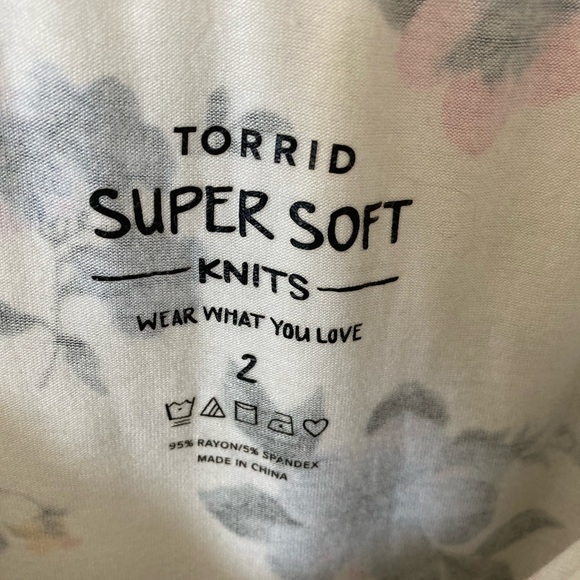 TORRID
SUPER SOFT
KNITS
WEAR WHAT YOU LOVE
2
95% RAYON/5% SPANDEX
MADE IN CHINA